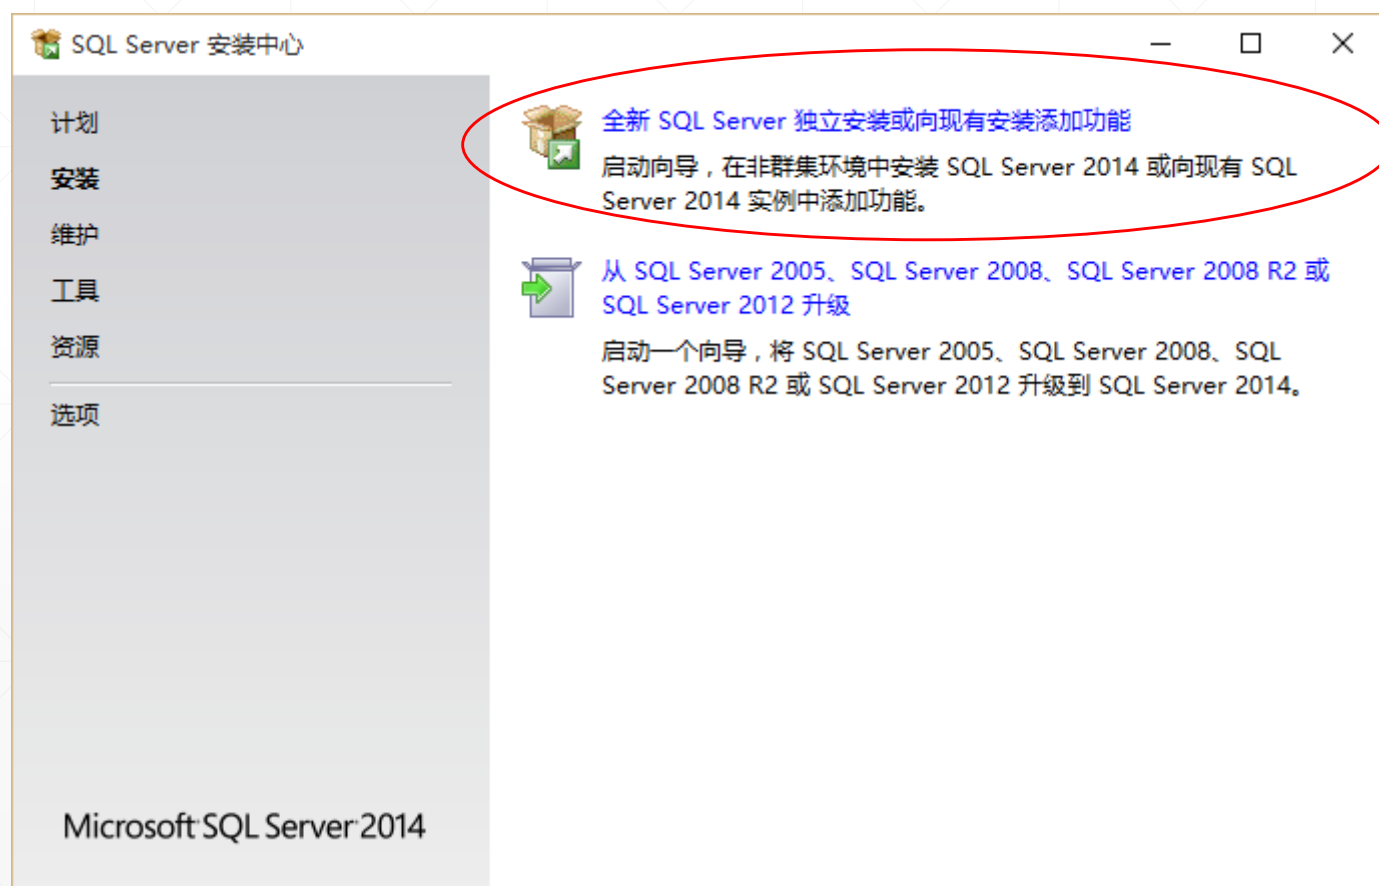 SQL Server 安装中心
计划
安装
维护
工具
资源
选项
Microsoft SQL Server 2014
全新 SQL Server 独立安装或向现有安装添加功能
启动向导，在非群集环境中安装 SQL Server 2014 或向现有 SQL
Server 2014 实例中添加功能。
从 SQL Server 2005、SQL Server 2008、SQL Server 2008 R2 或
SQL Server 2012 升级
启动一个向导，将 SQL Server 2005、SQL Server 2008、SQL
Server 2008 R2 或 SQL Server 2012 升级到 SQL Server 2014。